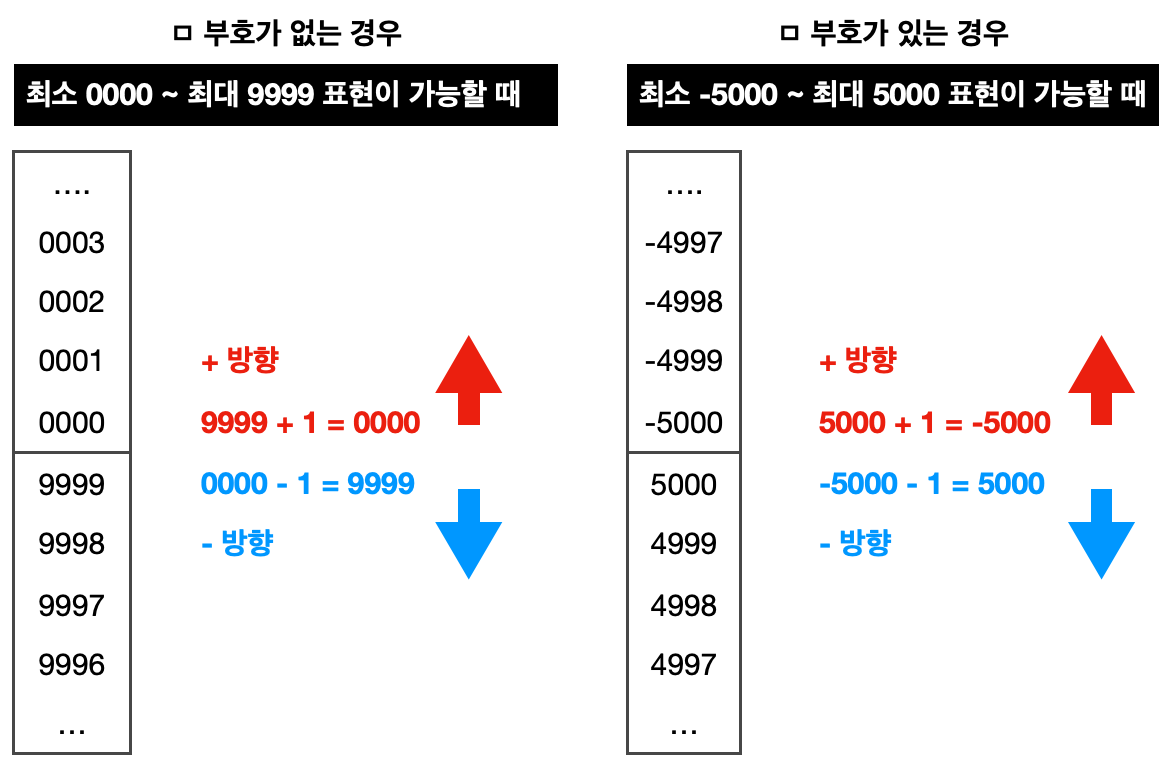 ㅁ 부호가 없는 경우
최소 0000 ~ 최대 9999 표현이 가능할 때
....
0003
0002
0001
0000
9999
9998
9997
9996
...
+ 방향
9999 + 1 = 0000
0000 - 1 = 9999
- 방향
ㅁ 부호가 있는 경우
최소 -5000 ~ 최대 5000 표현이 가능할 때
....
-4997
-4998
-4999
-5000
5000
4999
4998
4997
...
+ 방향
5000 + 1 = -5000
-5000 - 1 = 5000
- 방향